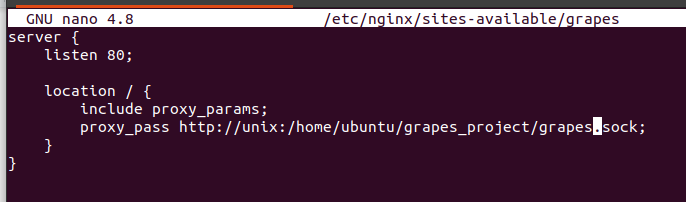 GNU nano 4.8 /etc/nginx/sites-available/grapes
server {
    listen 80;

    location / {
        include proxy_params;
        proxy_pass http://unix:/home/ubuntu/grapes_project/grapes.sock;
    }
}